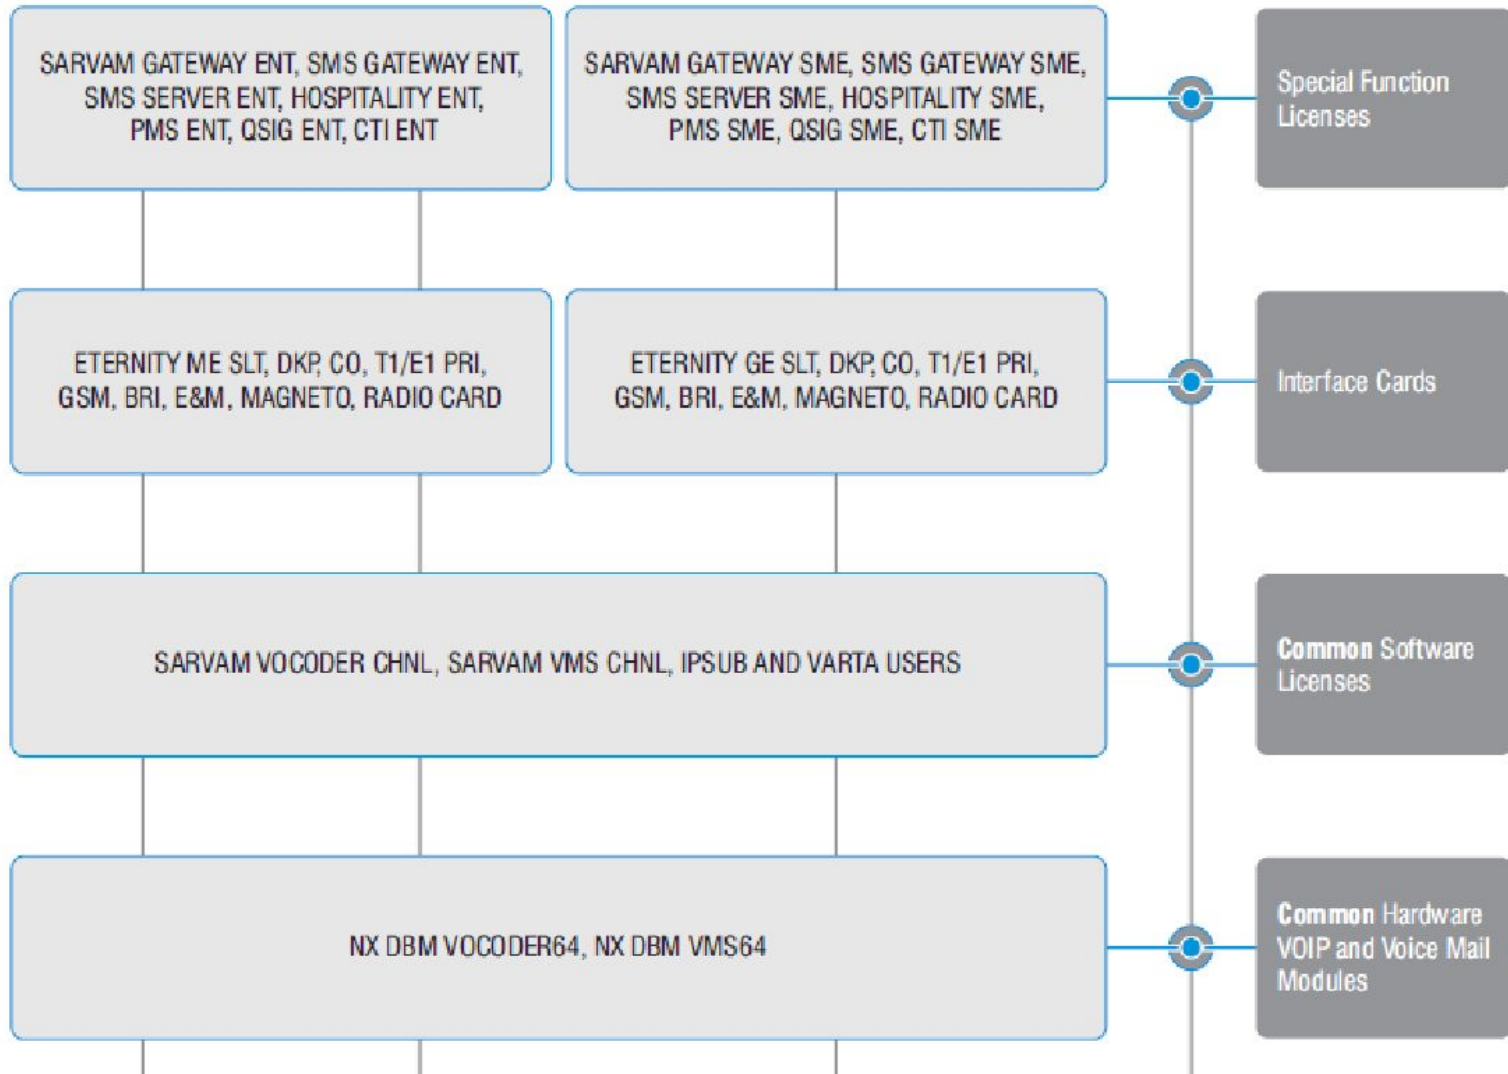 SARVAM GATEWAY ENT, SMS GATEWAY ENT,
SMS SERVER ENT, HOSPITALITY ENT,
PMS ENT, QSIG ENT, CTI ENT
SARVAM GATEWAY SME, SMS GATEWAY SME,
SMS SERVER SME, HOSPITALITY SME,
PMS SME, QSIG SME, CTI SME
Special Function
Licenses
ETERNITY ME SLT, DKP, CO, T1/E1 PRI,
GSM, BRI, E&M, MAGNETO, RADIO CARD
ETERNITY GE SLT, DKP, CO, T1/E1 PRI,
GSM, BRI, E&M, MAGNETO, RADIO CARD
Interface Cards
SARVAM VOCODER CHNL, SARVAM VMS CHNL, IPSUB AND VARTA USERS
Common Software
Licenses
NX DBM VOCODER64, NX DBM VMS64
Common Hardware
VOIP and Voice Mail
Modules